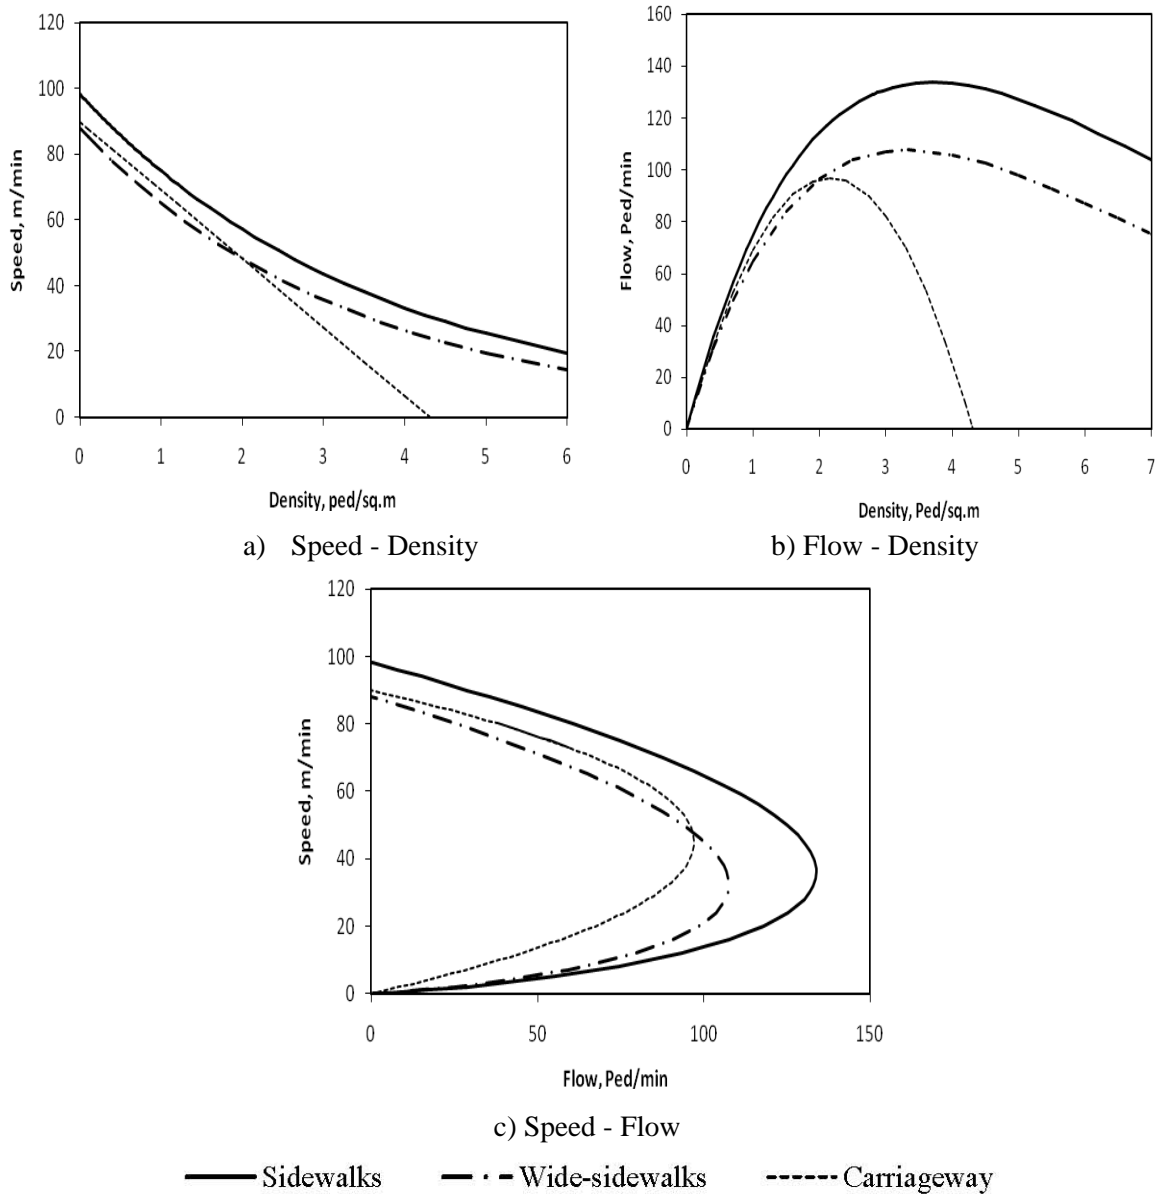 120
100
80
60
40
20
0
Speed, m/min
0 1 2 3 4 5 6
Density, ped/sq.m
a) Speed - Density
160
140
120
100
80
60
40
20
0
Flow, Ped/min
0 1 2 3 4 5 6 7
Density, Ped/sq.m
b) Flow - Density
120
100
80
60
40
20
0
Speed, m/min
0 50 100 150
Flow, Ped/min
c) Speed - Flow
Sidewalks Wide-sidewalks Carriageway